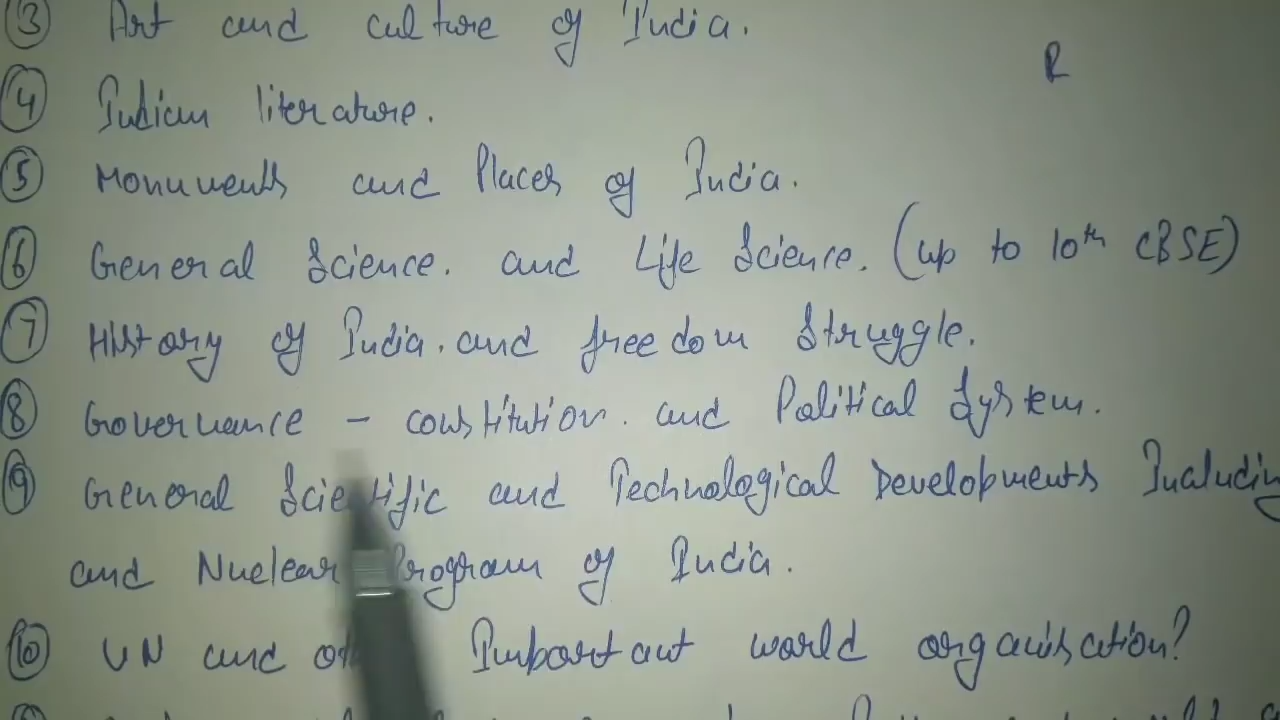 ③ Art and culture of India.
R
④ Indian literature.
⑤ Monuments and Places of India.
⑥ General Science. and Life Science. (up to 10th CBSE)
⑦ History of India. and freedom Struggle.
⑧ Governance - constitution. and Political System.
⑨ General Scientific and Technological Developments Including
and Nuclear Program of India.
⑩ UN and Important world organisation?